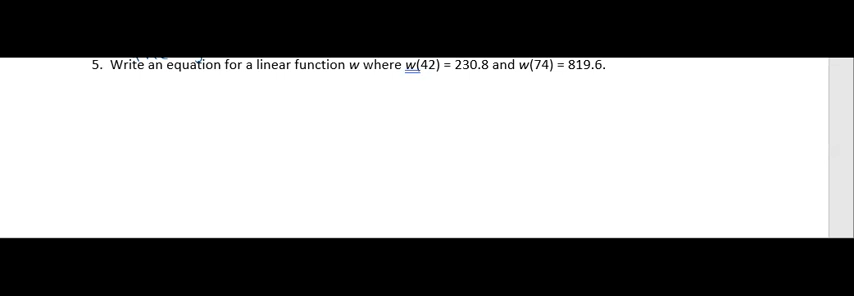 5. Write an equation for a linear function w where w(42) = 230.8 and w(74) = 819.6.